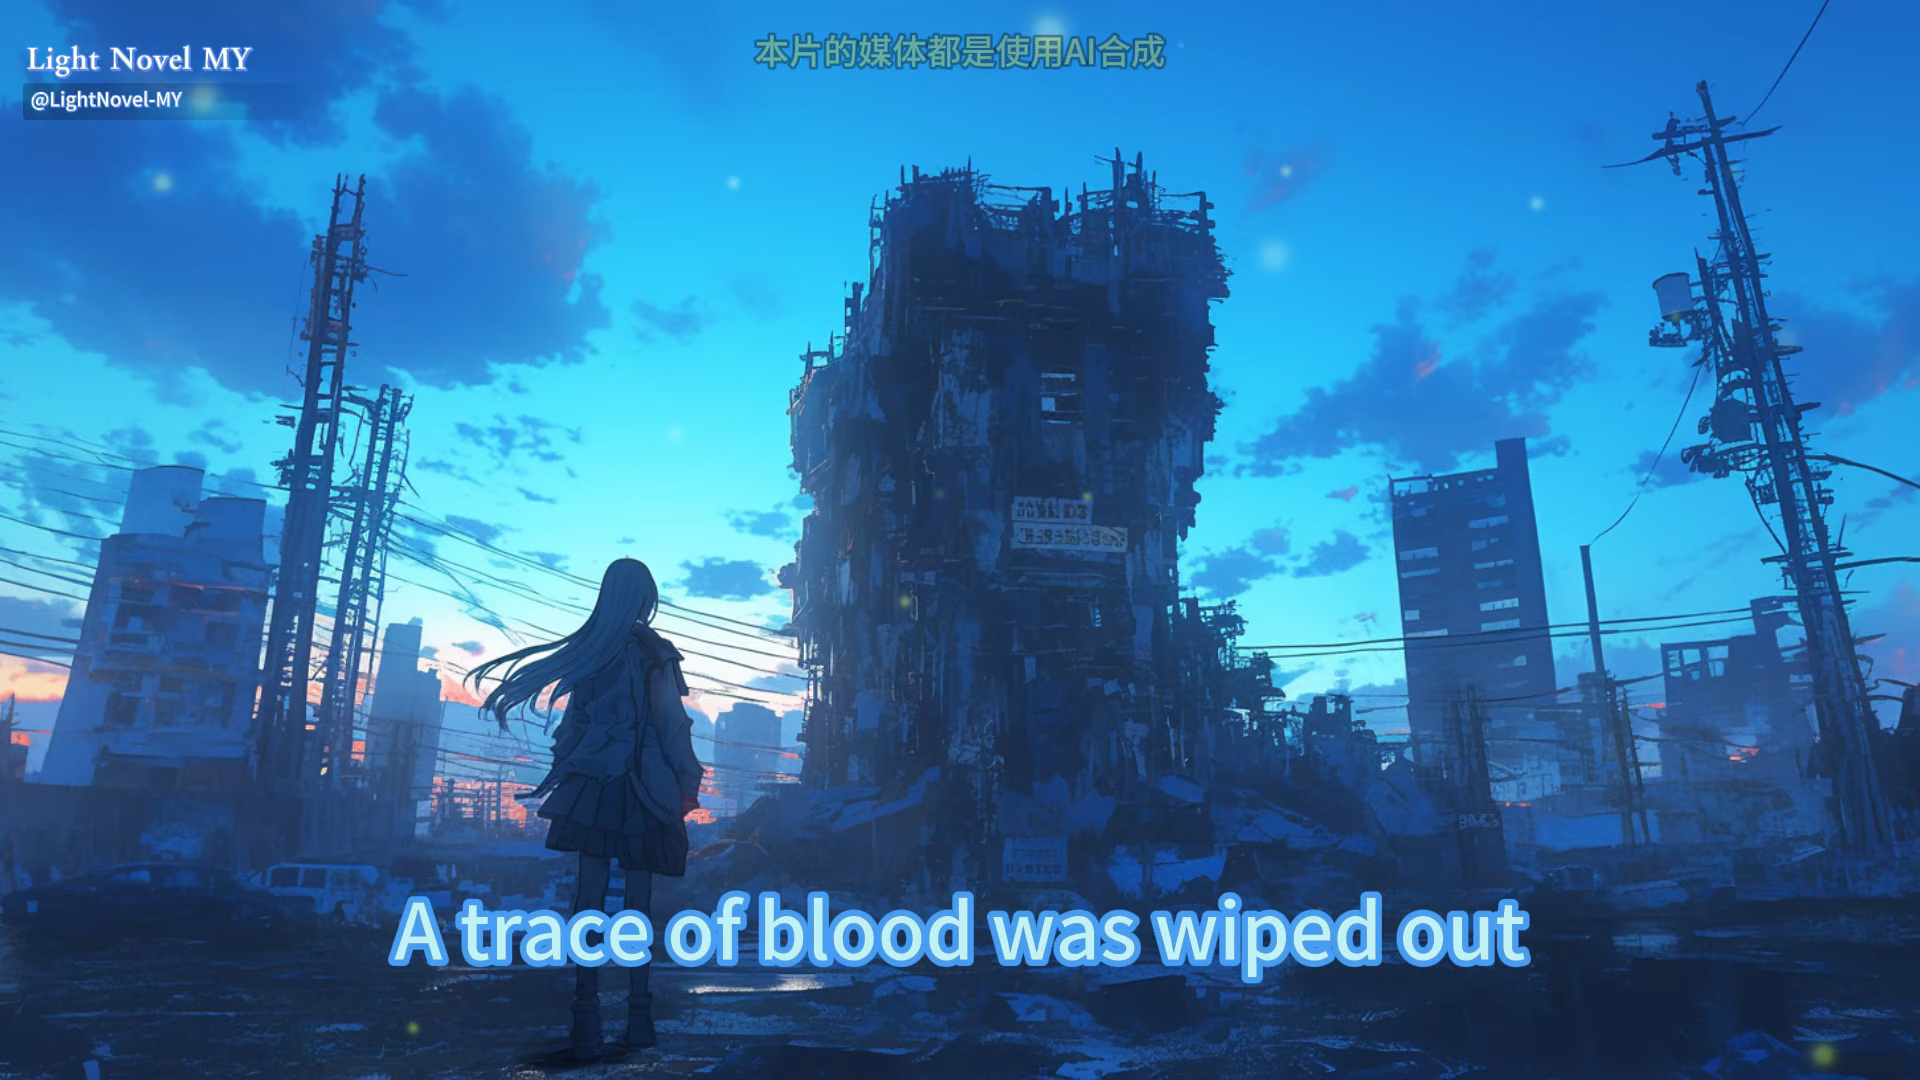 本片的媒体都是使用AI合成
Light Novel MY
@LightNovel-MY
A trace of blood was wiped out